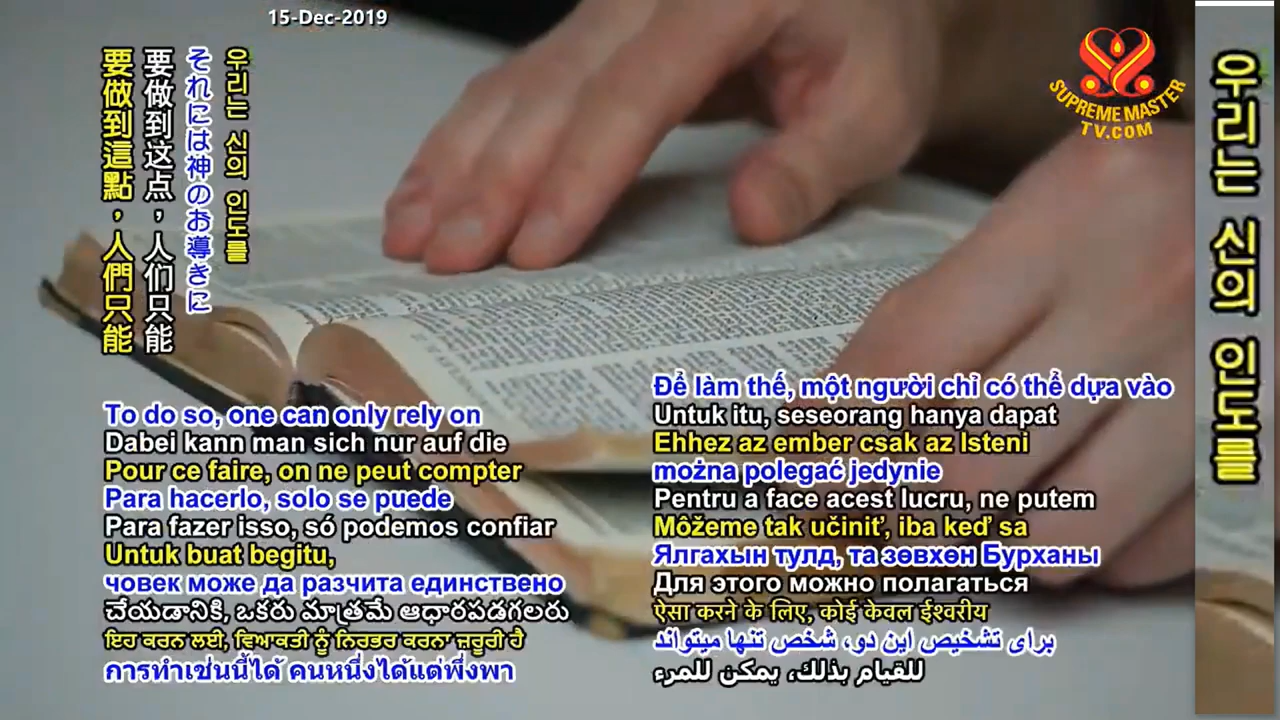 15-Dec-2019
SUPREME MASTER
TV.COM
우리는 신의 인도를
それには神のお導きに
要做到这点，人们只能
要做到這點，人們只能
우리는 신의 인도를
To do so, one can only rely on
Dabei kann man sich nur auf die
Pour ce faire, on ne peut compter
Para hacerlo, solo se puede
Para fazer isso, só podemos confiar
Untuk buat begitu,
човек може да разчита единствено
చేయడానికి, ఒకరు మాత్రమే ఆధారపడగలరు
ਇਹ ਕਰਨ ਲਈ, ਵਿਆਕਤੀ ਨੂੰ ਨਿਰਭਰ ਕਰਨਾ ਜ਼ਰੂਰੀ ਹੈ
การทำเช่นนี้ได้ คนหนึ่งได้แต่พึ่งพา
Để làm thế, một người chỉ có thể dựa vào
Untuk itu, seseorang hanya dapat
Ehhez az ember csak az Isteni
można polegać jedynie
Pentru a face acest lucru, ne putem
Môžeme tak učiniť, iba keď sa
Ялгахын тулд, та зөвхөн Бурханы
Для этого можно полагаться
ऐसा करने के लिए, कोई केवल ईश्वरीय
برای تشخیص این دو، شخص تنها میتواند
للقيام بذلك، يمكن للمرء